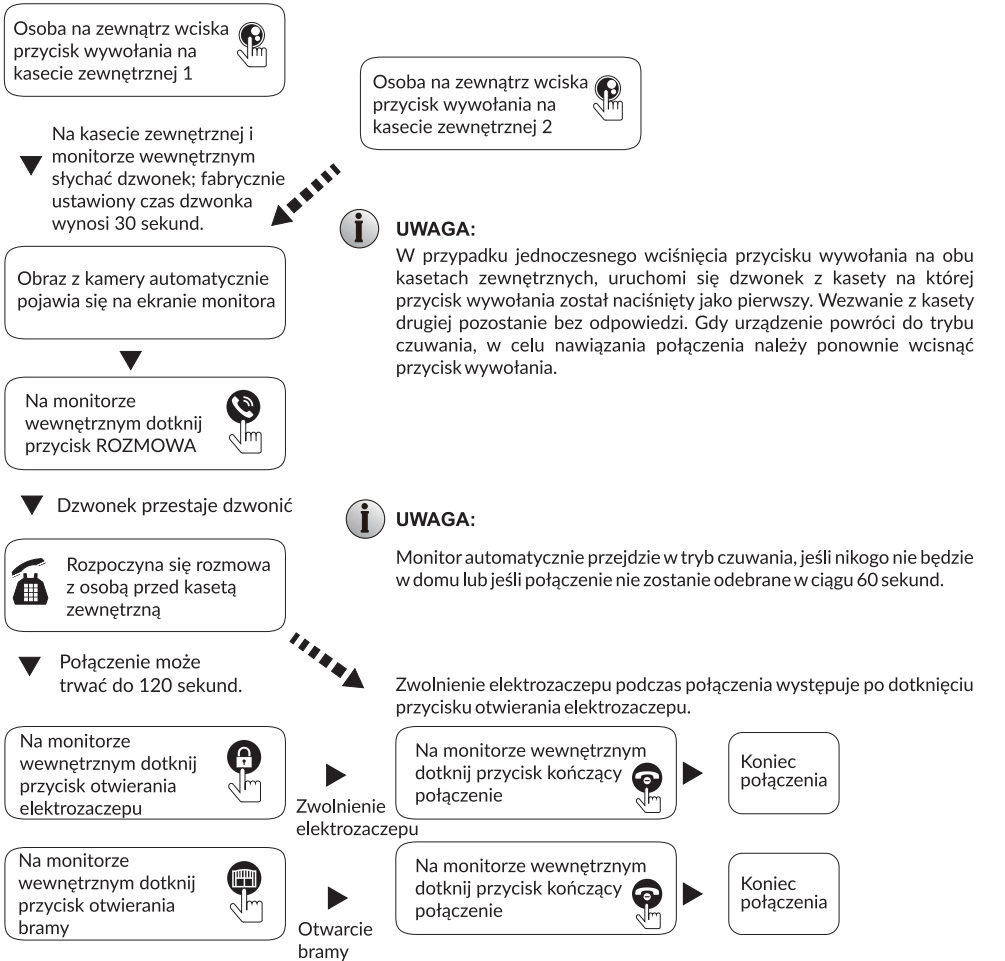 Osoba na zewnątrz wciska
przycisk wywołania na
kasecie zewnętrznej 1
Osoba na zewnątrz wciska
przycisk wywołania na
kasecie zewnętrznej 2
Na kasecie zewnętrznej i
monitorze wewnętrznym
słychać dzwonek; fabrycznie
ustawiony czas dzwonka
wynosi 30 sekund.
UWAGA:
W przypadku jednoczesnego wciśnięcia przycisku wywołania na obu
kasetach zewnętrznych, uruchomi się dzwonek z kasety na której
przycisk wywołania został naciśnięty jako pierwszy. Wezwanie z kasety
drugiej pozostanie bez odpowiedzi. Gdy urządzenie powróci do trybu
czuwania, w celu nawiązania połączenia należy ponownie wcisnąć
przycisk wywołania.
Obraz z kamery automatycznie
pojawia się na ekranie monitora
Na monitorze
wewnętrznym dotknij
przycisk ROZMOWA
Dzwonek przestaje dzwonić
UWAGA:
Monitor automatycznie przejdzie w tryb czuwania, jeśli nikogo nie będzie
w domu lub jeśli połączenie nie zostanie odebrane w ciągu 60 sekund.
Rozpoczyna się rozmowa
z osobą przed kasetą
zewnętrzną
Połączenie może
trwać do 120 sekund.
Zwolnienie elektrozaczepu podczas połączenia występuje po dotknięciu
przycisku otwierania elektrozaczepu.
Na monitorze
wewnętrznym dotknij
przycisk otwierania
elektrozaczepu
Zwolnienie
elektrozaczepu
Na monitorze wewnętrznym
dotknij przycisk kończący
połączenie
Koniec
połączenia
Na monitorze
wewnętrznym dotknij
przycisk otwierania
bramy
Otwarcie
bramy
Na monitorze wewnętrznym
dotknij przycisk kończący
połączenie
Koniec
połączenia